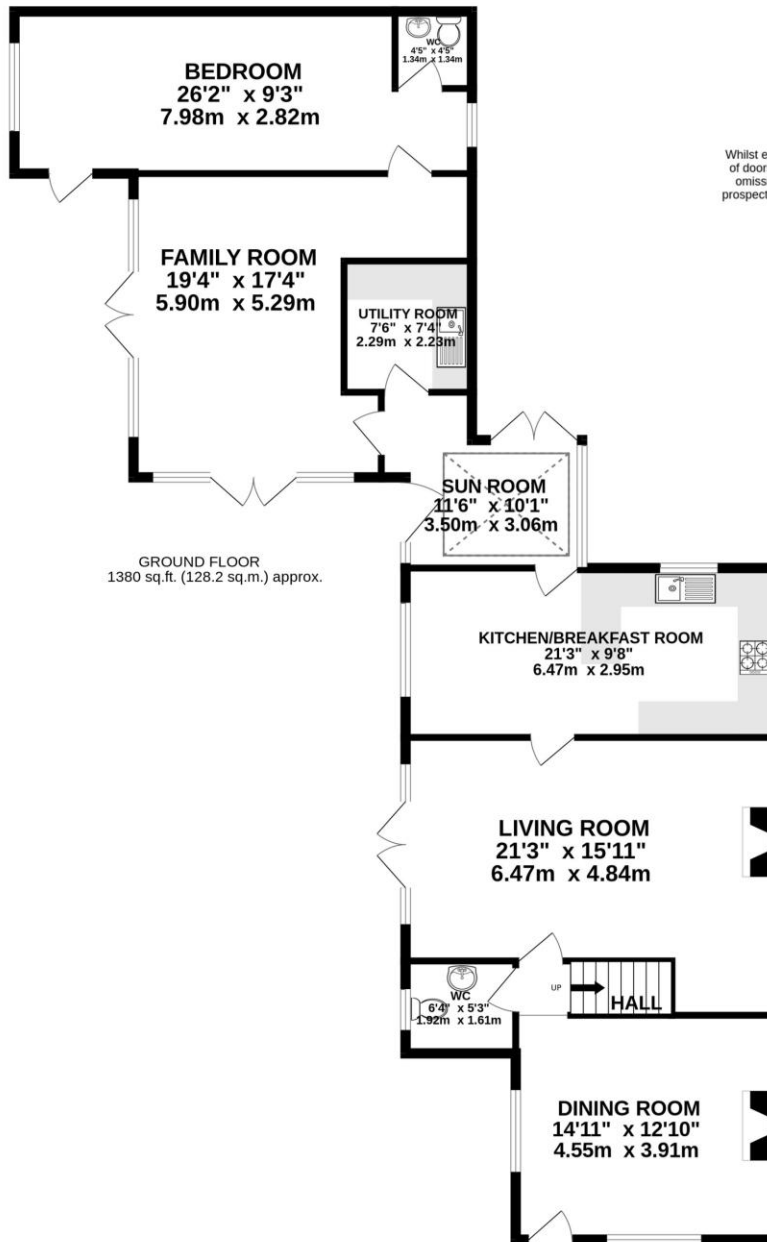 WC
4'5" x 4'5"
1.34m x 1.34m
BEDROOM
26'2" x 9'3"
7.98m x 2.82m
Whilst e
of door
omiss
prospect
FAMILY ROOM
19'4" x 17'4"
5.90m x 5.29m
UTILITY ROOM
7'6" x 7'4"
2.29m x 2.23m
SUN ROOM
11'6" x 10'1"
3.50m x 3.06m
GROUND FLOOR
1380 sq.ft. (128.2 sq.m.) approx.
KITCHEN/BREAKFAST ROOM
21'3" x 9'8"
6.47m x 2.95m
LIVING ROOM
21'3" x 15'11"
6.47m x 4.84m
UP
HALL
WC
6'4" x 5'3"
1.92m x 1.61m
DINING ROOM
14'11" x 12'10"
4.55m x 3.91m